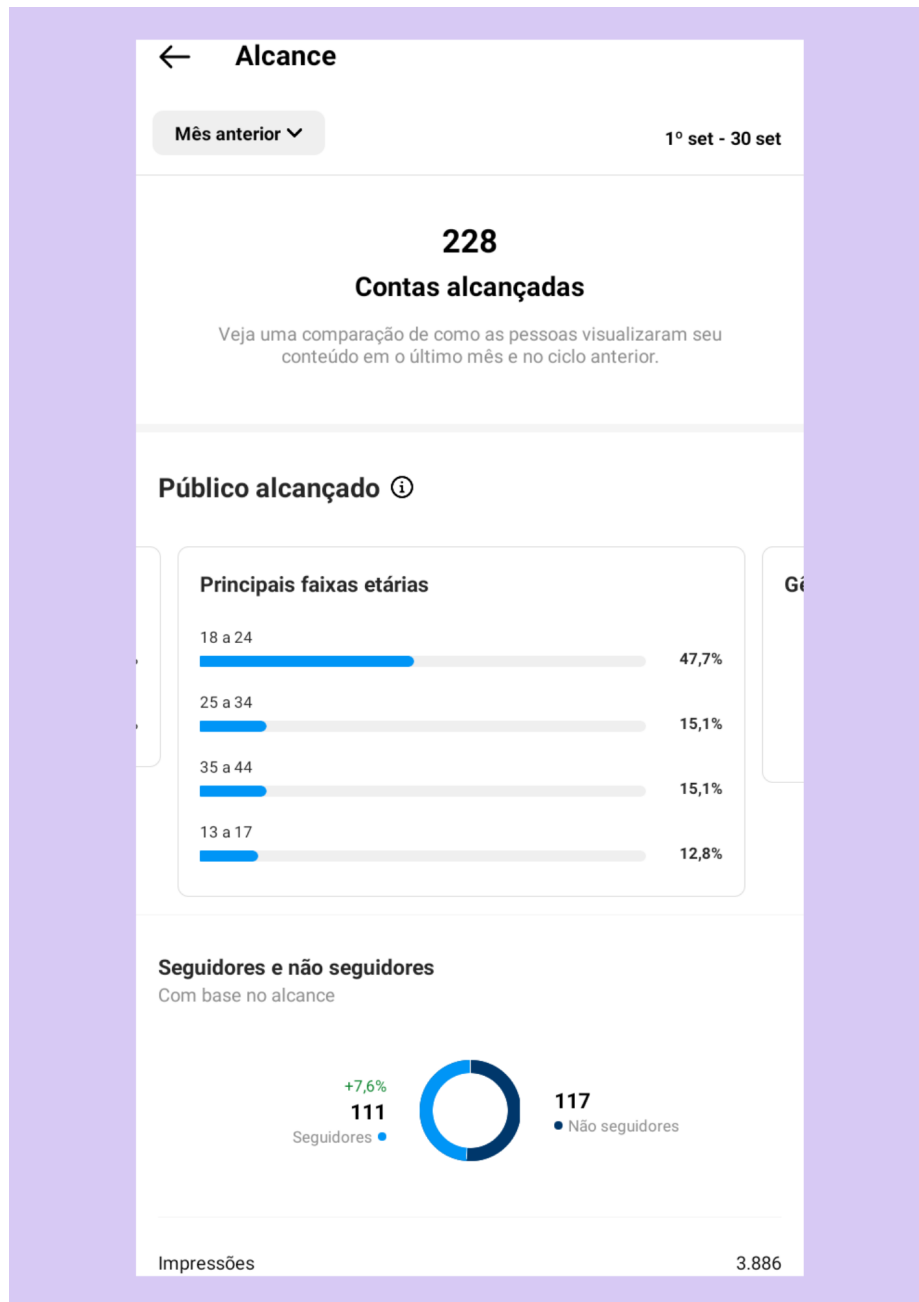 Alcance
Mês anterior
1º set - 30 set
228
Contas alcançadas
Veja uma comparação de como as pessoas visualizaram seu
conteúdo em o último mês e no ciclo anterior.
Público alcançado
Principais faixas etárias
18 a 24
47,7%
25 a 34
15,1%
35 a 44
15,1%
13 a 17
12,8%
Seguidores e não seguidores
Com base no alcance
+7,6%
111
Seguidores
117
Não seguidores
Impressões 3.886